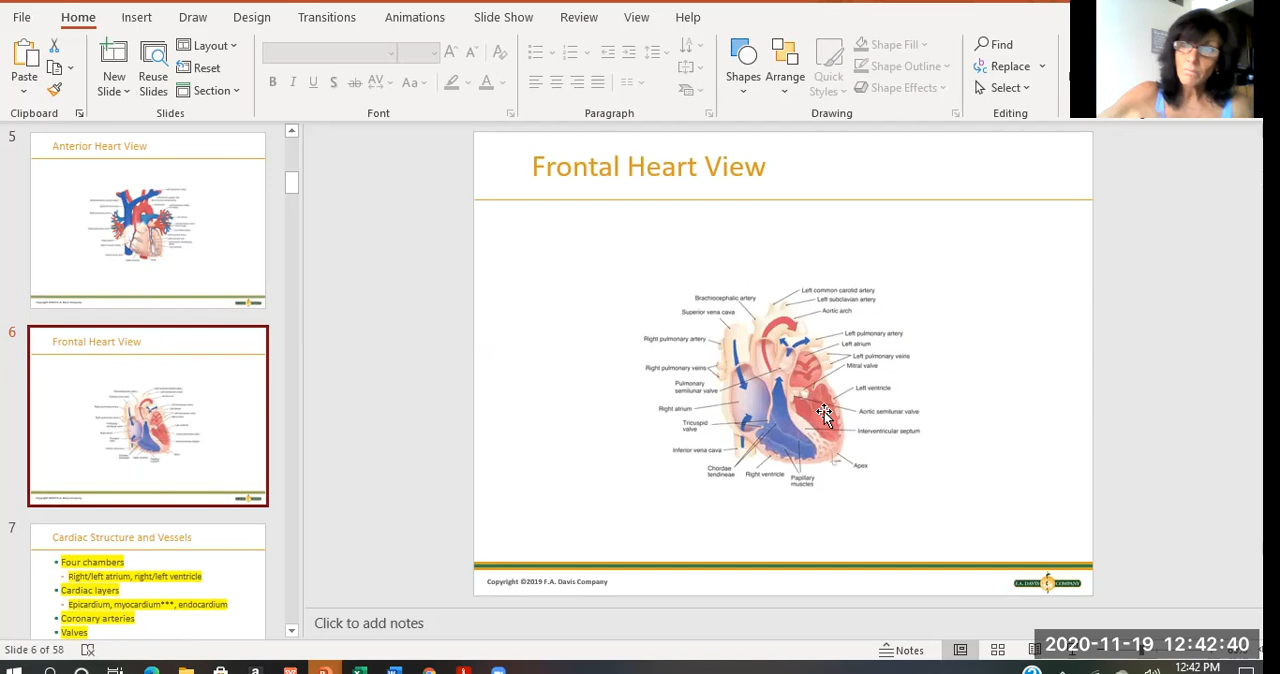 File Home Insert Draw Design Transitions Animations Slide Show Review View Help
Paste
Clipboard
New Slide
Reuse Slides
Layout
Reset
Section
Slides
B I U S ab AV Aa A
Font
Paragraph
Shapes
Arrange
Quick Styles
Shape Fill
Shape Outline
Shape Effects
Drawing
Find
Replace
Select
Editing
5
Anterior Heart View
6
Frontal Heart View
7
Cardiac Structure and Vessels
Four chambers
- Right/left atrium, right/left ventricle
Cardiac layers
- Epicardium, myocardium***, endocardium
Coronary arteries
Valves
Frontal Heart View
Left common carotid artery
Brachiocephalic artery
Left subclavian artery
Superior vena cava
Aortic arch
Right pulmonary artery
Left pulmonary artery
Left atrium
Left pulmonary veins
Right pulmonary veins
Mitral valve
Pulmonary
semilunar valve
Left ventricle
Right atrium
Aortic semilunar valve
Tricuspid
valve
Interventricular septum
Inferior vena cava
Apex
Chordae
tendineae
Right ventricle
Papillary
muscles
Copyright ©2019 F.A. Davis Company
F.A. DAVIS COMPANY
Click to add notes
Slide 6 of 58
Notes
2020-11-19 12:42:40
12:42 PM